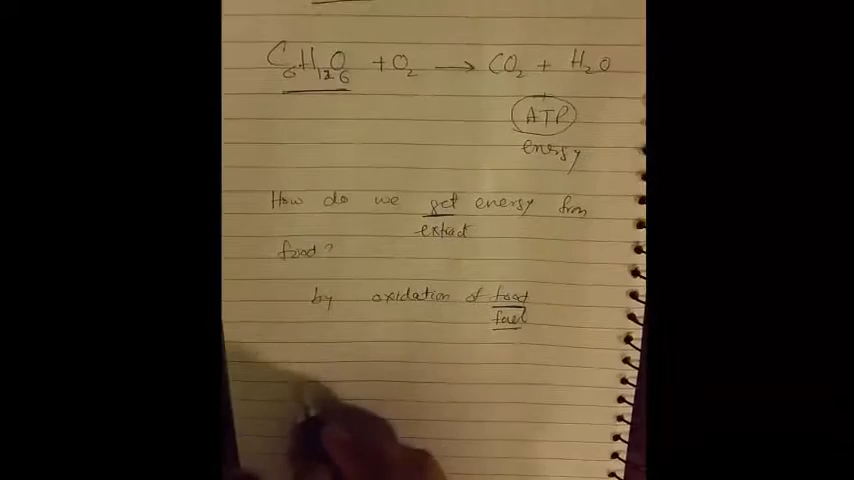 C6H12O6 + O2 → CO2 + H2O
+
ATP
energy
How do we get energy from
extract
food?
by oxidation of food
fuel